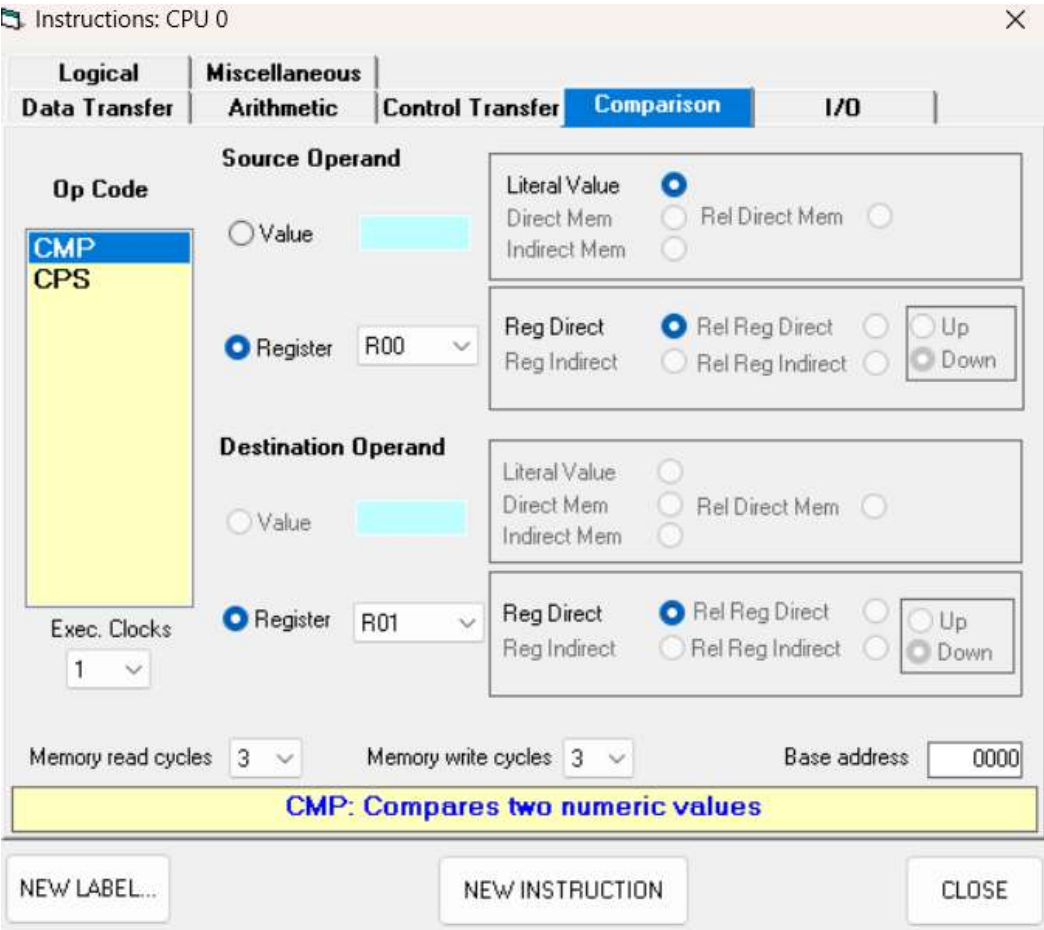 Instructions: CPU 0
Logical Miscellaneous
Data Transfer Arithmetic Control Transfer Comparison I/O
Op Code
CMP
CPS
Exec. Clocks
1
Source Operand
Value
Literal Value
Direct Mem Rel Direct Mem
Indirect Mem
Register R00
Reg Direct Rel Reg Direct Up
Reg Indirect Rel Reg Indirect Down
Destination Operand
Value
Literal Value
Direct Mem Rel Direct Mem
Indirect Mem
Register R01
Reg Direct Rel Reg Direct Up
Reg Indirect Rel Reg Indirect Down
Memory read cycles 3 Memory write cycles 3 Base address 0000
CMP: Compares two numeric values
NEW LABEL... NEW INSTRUCTION CLOSE